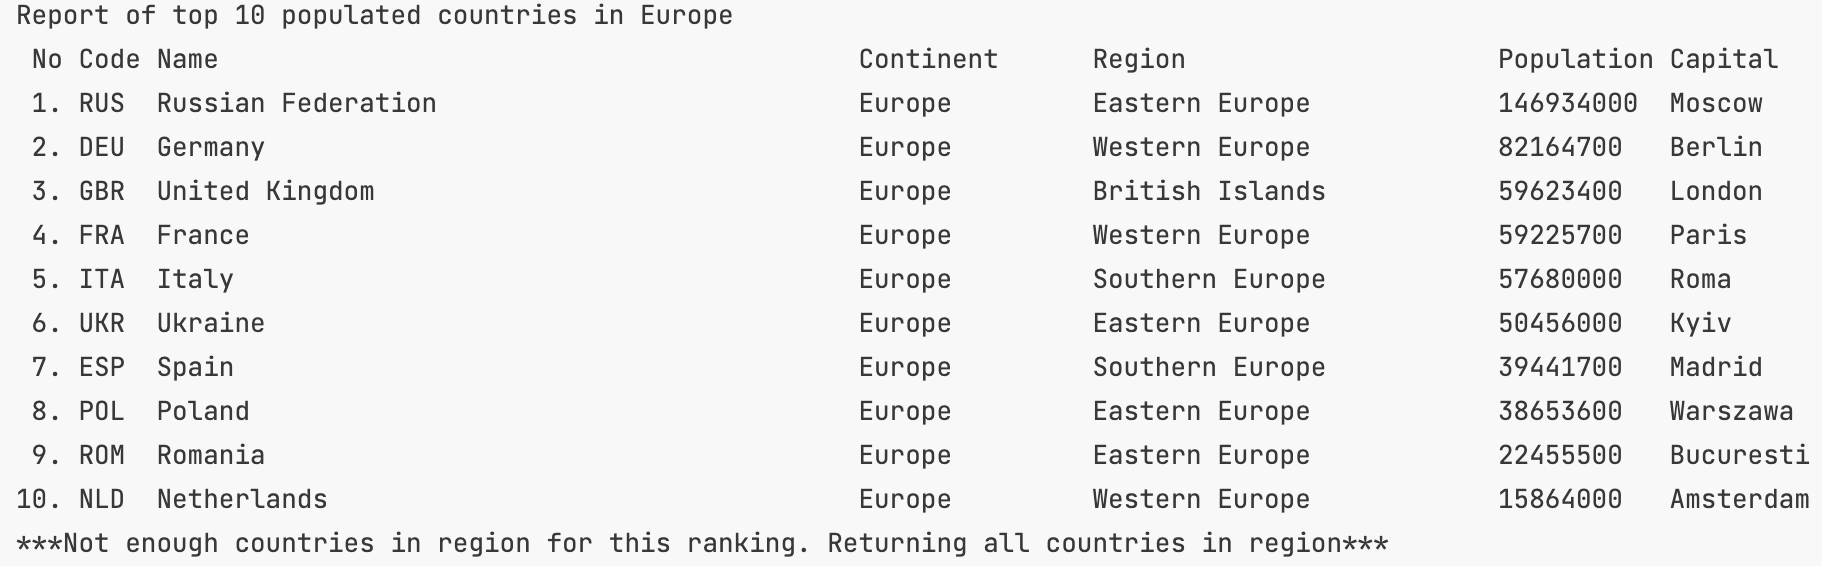 Report of top 10 populated countries in Europe
No Code Name Continent Region Population Capital
1. RUS Russian Federation Europe Eastern Europe 146934000 Moscow
2. DEU Germany Europe Western Europe 82164700 Berlin
3. GBR United Kingdom Europe British Islands 59623400 London
4. FRA France Europe Western Europe 59225700 Paris
5. ITA Italy Europe Southern Europe 57680000 Roma
6. UKR Ukraine Europe Eastern Europe 50456000 Kyiv
7. ESP Spain Europe Southern Europe 39441700 Madrid
8. POL Poland Europe Eastern Europe 38653600 Warszawa
9. ROM Romania Europe Eastern Europe 22455500 Bucuresti
10. NLD Netherlands Europe Western Europe 15864000 Amsterdam
***Not enough countries in region for this ranking. Returning all countries in region***